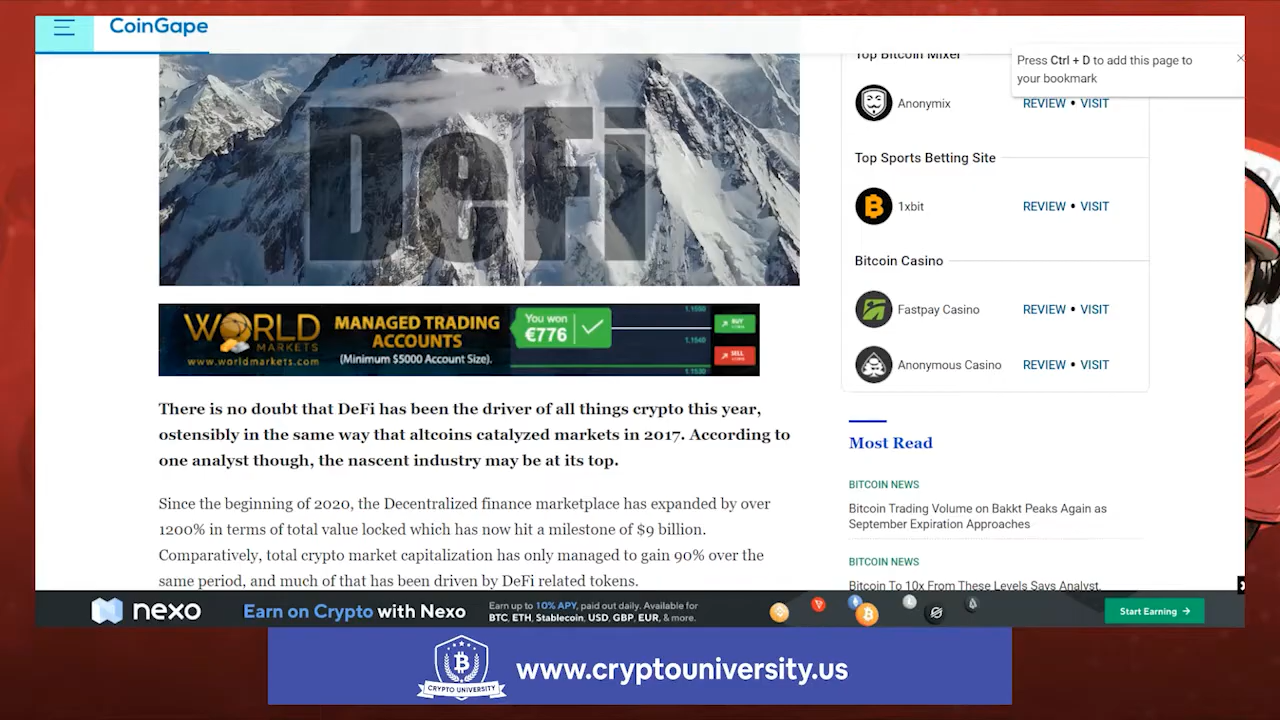 CoinGape
Press Ctrl + D to add this page to
your bookmark
Top Bitcoin Mixer
Anonymix
REVIEW • VISIT
Top Sports Betting Site
1xbit
REVIEW • VISIT
Bitcoin Casino
Fastpay Casino
REVIEW • VISIT
Anonymous Casino
REVIEW • VISIT
DeFi
WORLD
MARKETS
www.worldmarkets.com
MANAGED TRADING
ACCOUNTS
(Minimum $5000 Account Size).
You won
€776
1.1550
1.1540
1.1530
BUY
SELL
There is no doubt that DeFi has been the driver of all things crypto this year,
ostensibly in the same way that altcoins catalyzed markets in 2017. According to
one analyst though, the nascent industry may be at its top.
Since the beginning of 2020, the Decentralized finance marketplace has expanded by over
1200% in terms of total value locked which has now hit a milestone of $9 billion.
Comparatively, total crypto market capitalization has only managed to gain 90% over the
same period, and much of that has been driven by DeFi related tokens.
Most Read
BITCOIN NEWS
Bitcoin Trading Volume on Bakkt Peaks Again as
September Expiration Approaches
BITCOIN NEWS
Bitcoin To 10x From These Levels Says Analyst,
nexo
Earn on Crypto with Nexo
Earn up to 10% APY, paid out daily. Available for
BTC, ETH, Stablecoin, USD, GBP, EUR, & more.
Start Earning →
CRYPTO UNIVERSITY
www.cryptouniversity.us